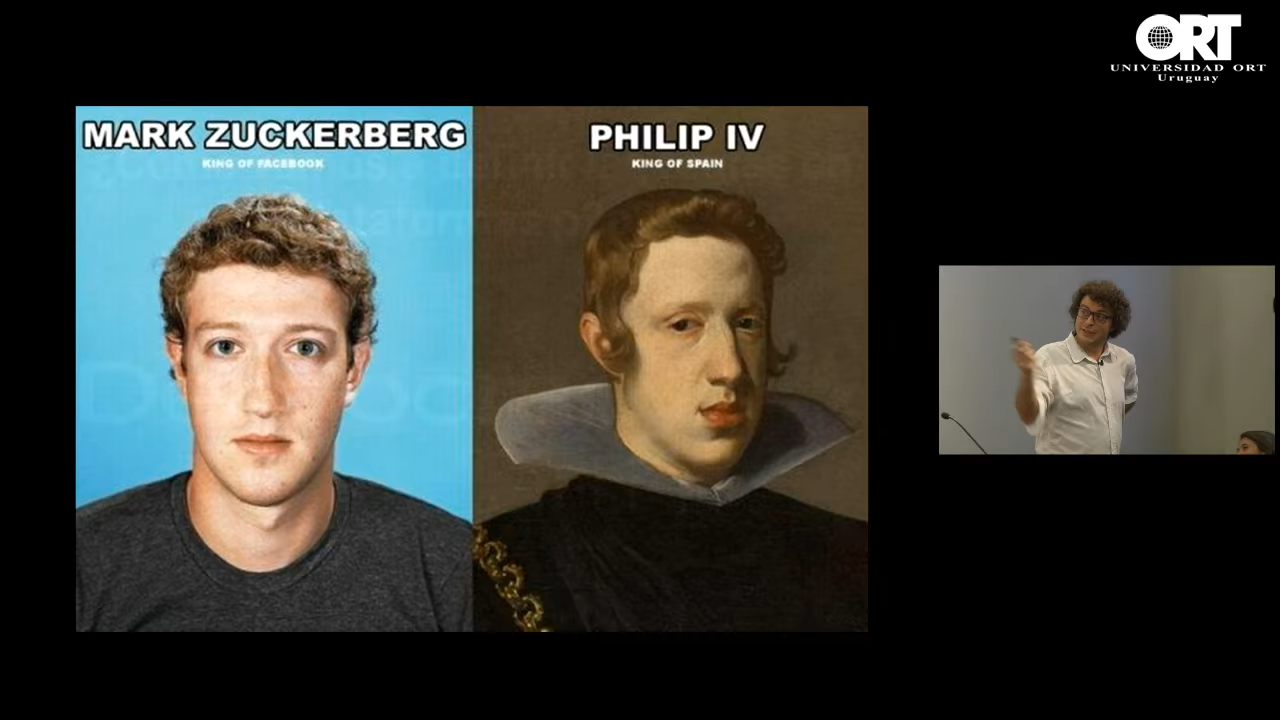 MARK ZUCKERBERG
KING OF FACEBOOK
PHILIP IV
KING OF SPAIN
ORT
UNIVERSIDAD ORT
Uruguay